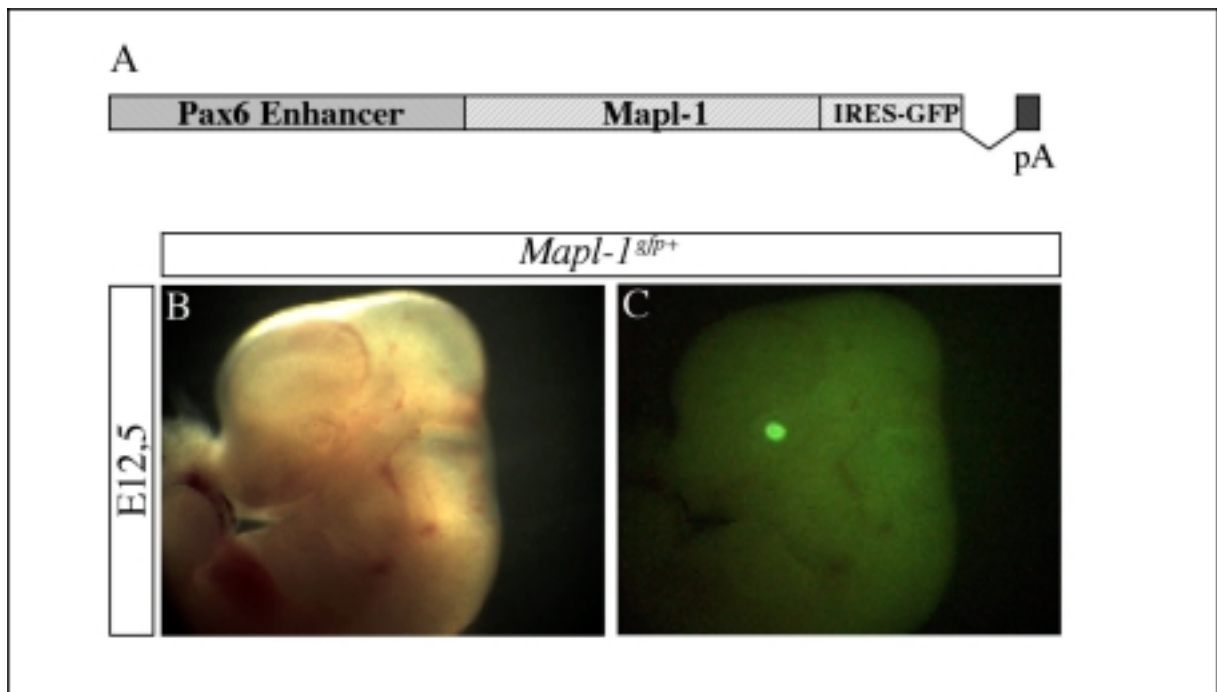 A
Pax6 Enhancer Mapl-1 IRES-GFP
pA
Mapl-1gfp+
B C
E12,5